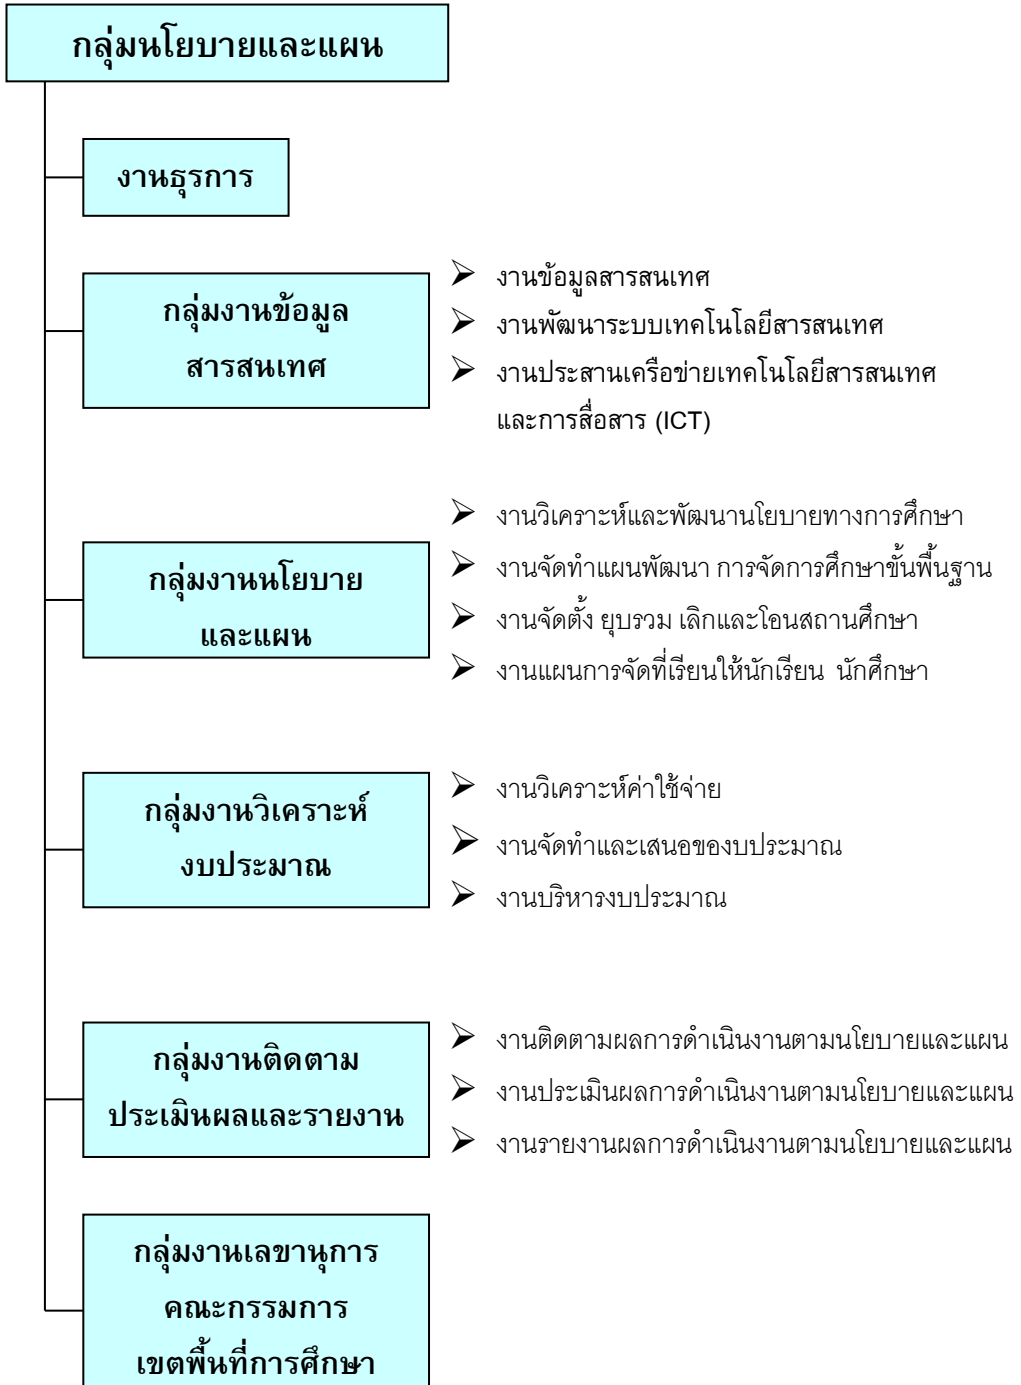 กลุ่มนโยบายและแผน
งานธุรการ
กลุ่มงานข้อมูล
สารสนเทศ
➢ งานข้อมูลสารสนเทศ
➢ งานพัฒนาระบบเทคโนโลยีสารสนเทศ
➢ งานประสานเครือข่ายเทคโนโลยีสารสนเทศ
และการสื่อสาร (ICT)
กลุ่มงานนโยบาย
และแผน
➢ งานวิเคราะห์และพัฒนานโยบายทางการศึกษา
➢ งานจัดทำแผนพัฒนา การจัดการศึกษาขั้นพื้นฐาน
➢ งานจัดตั้ง ยุบรวม เลิกและโอนสถานศึกษา
➢ งานแผนการจัดที่เรียนให้นักเรียน นักศึกษา
กลุ่มงานวิเคราะห์
งบประมาณ
➢ งานวิเคราะห์ค่าใช้จ่าย
➢ งานจัดทำและเสนอของบประมาณ
➢ งานบริหารงบประมาณ
กลุ่มงานติดตาม
ประเมินผลและรายงาน
➢ งานติดตามผลการดำเนินงานตามนโยบายและแผน
➢ งานประเมินผลการดำเนินงานตามนโยบายและแผน
➢ งานรายงานผลการดำเนินงานตามนโยบายและแผน
กลุ่มงานเลขานุการ
คณะกรรมการ
เขตพื้นที่การศึกษา